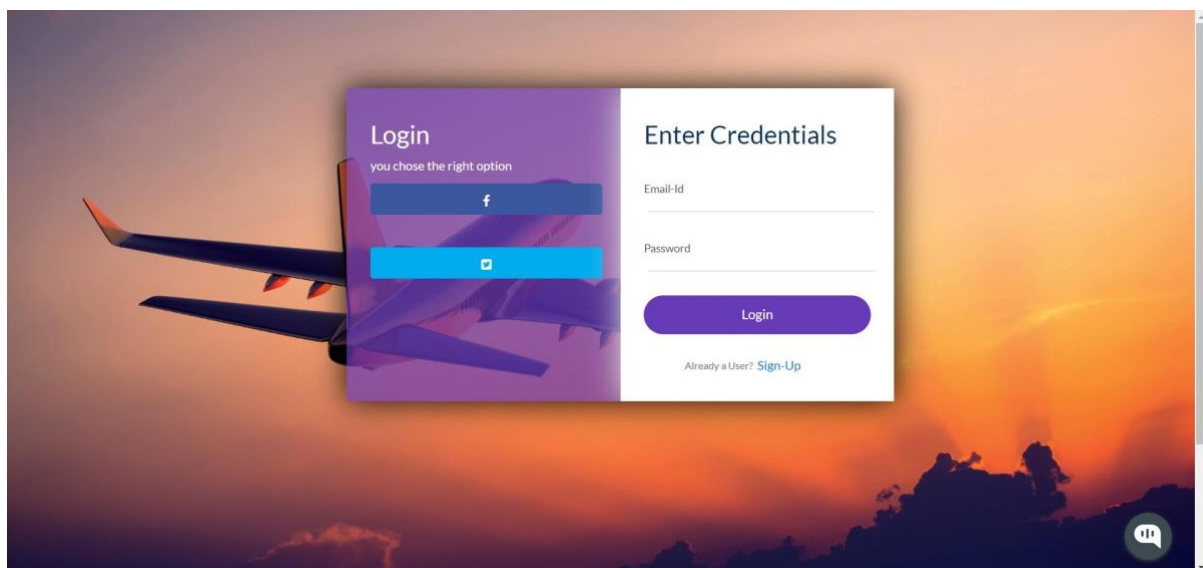 Login
you chose the right option
Enter Credentials
Email-Id
Password
Login
Already a User? Sign-Up